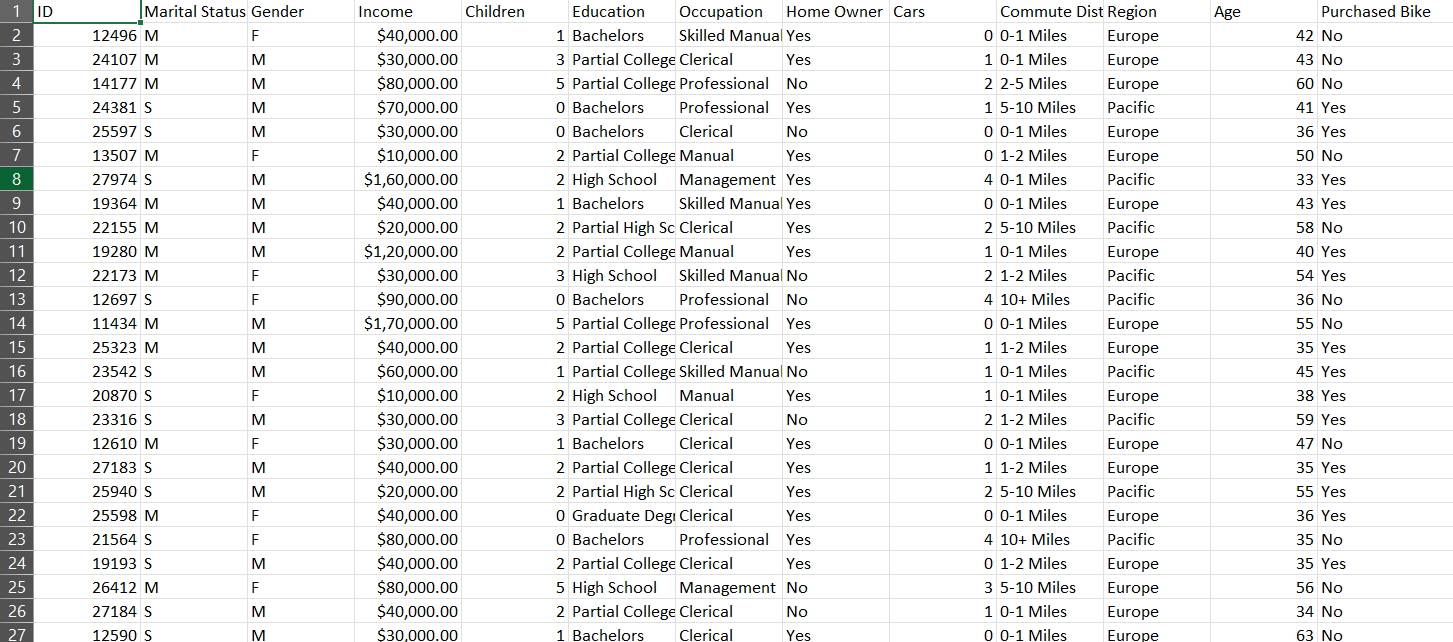 1 ID Marital Status Gender Income Children Education Occupation Home Owner Cars Commute Dist Region Age Purchased Bike
2 12496 M F $40,000.00 1 Bachelors Skilled Manual Yes 0 0-1 Miles Europe 42 No
3 24107 M M $30,000.00 3 Partial College Clerical Yes 1 0-1 Miles Europe 43 No
4 14177 M M $80,000.00 5 Partial College Professional No 2 2-5 Miles Europe 60 No
5 24381 S M $70,000.00 0 Bachelors Professional Yes 1 5-10 Miles Pacific 41 Yes
6 25597 S M $30,000.00 0 Bachelors Clerical No 0 0-1 Miles Europe 36 Yes
7 13507 M F $10,000.00 2 Partial College Manual Yes 0 1-2 Miles Europe 50 No
8 27974 S M $1,60,000.00 2 High School Management Yes 4 0-1 Miles Pacific 33 Yes
9 19364 M M $40,000.00 1 Bachelors Skilled Manual Yes 0 0-1 Miles Europe 43 Yes
10 22155 M M $20,000.00 2 Partial High Sc Clerical Yes 2 5-10 Miles Pacific 58 No
11 19280 M M $1,20,000.00 2 Partial College Manual Yes 1 0-1 Miles Europe 40 Yes
12 22173 M F $30,000.00 3 High School Skilled Manual No 2 1-2 Miles Pacific 54 Yes
13 12697 S F $90,000.00 0 Bachelors Professional No 4 10+ Miles Pacific 36 No
14 11434 M M $1,70,000.00 5 Partial College Professional Yes 0 0-1 Miles Europe 55 No
15 25323 M M $40,000.00 2 Partial College Clerical Yes 1 1-2 Miles Europe 35 Yes
16 23542 S M $60,000.00 1 Partial College Skilled Manual No 1 0-1 Miles Pacific 45 Yes
17 20870 S F $10,000.00 2 High School Manual Yes 1 0-1 Miles Europe 38 Yes
18 23316 S M $30,000.00 3 Partial College Clerical No 2 1-2 Miles Pacific 59 Yes
19 12610 M F $30,000.00 1 Bachelors Clerical Yes 0 0-1 Miles Europe 47 No
20 27183 S M $40,000.00 2 Partial College Clerical Yes 1 1-2 Miles Europe 35 Yes
21 25940 S M $20,000.00 2 Partial High Sc Clerical Yes 2 5-10 Miles Pacific 55 Yes
22 25598 M F $40,000.00 0 Graduate Degr Clerical Yes 0 0-1 Miles Europe 36 Yes
23 21564 S F $80,000.00 0 Bachelors Professional Yes 4 10+ Miles Pacific 35 No
24 19193 S M $40,000.00 2 Partial College Clerical Yes 0 1-2 Miles Europe 35 Yes
25 26412 M F $80,000.00 5 High School Management No 3 5-10 Miles Europe 56 No
26 27184 S M $40,000.00 2 Partial College Clerical No 1 0-1 Miles Europe 34 No
27 12590 S M $30,000.00 1 Bachelors Clerical Yes 0 0-1 Miles Europe 63 No